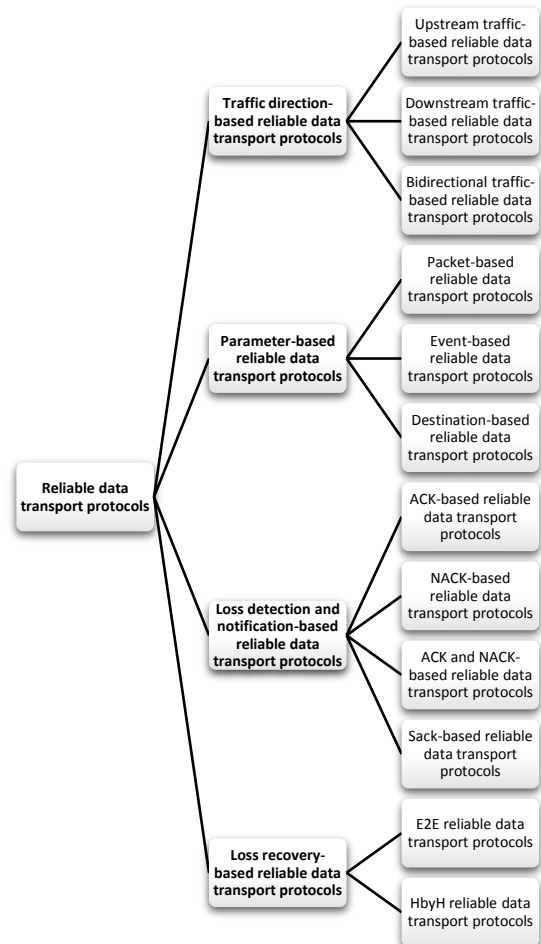 Upstream traffic-
based reliable data
transport protocols
Traffic direction-
based reliable data
transport protocols
Downstream traffic-
based reliable data
transport protocols
Bidirectional traffic-
based reliable data
transport protocols
Packet-based
reliable data
transport protocols
Parameter-based
reliable data
transport protocols
Event-based
reliable data
transport protocols
Destination-based
reliable data
transport protocols
Reliable data
transport protocols
ACK-based reliable
data transport
protocols
NACK-based
reliable data
transport protocols
Loss detection and
notification-based
reliable data
transport protocols
ACK and NACK-
based reliable data
transport protocols
Sack-based reliable
data transport
protocols
E2E reliable data
transport protocols
Loss recovery-
based reliable data
transport protocols
HbyH reliable data
transport protocols